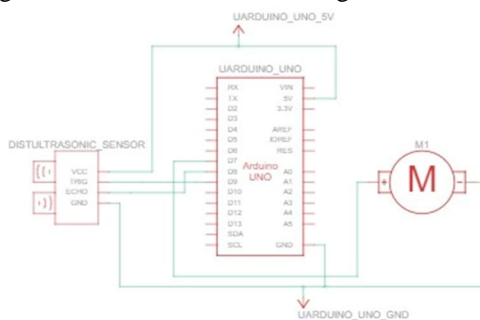 UARDUINO_UNO_5V
UARDUINO_UNO
RX VIN
TX 5V
D2 3.3V
D3
D4 AREF
D5 IOREF
D6 RES
D7
D8 A0
D9 A1
D10 A2
D11 A3
D12 A4
D13 A5
SDA
SCL GND
Arduino
UNO
DISTULTRASONIC_SENSOR
VCC
TRIG
ECHO
GND
M1
+ M -
UARDUINO_UNO_GND